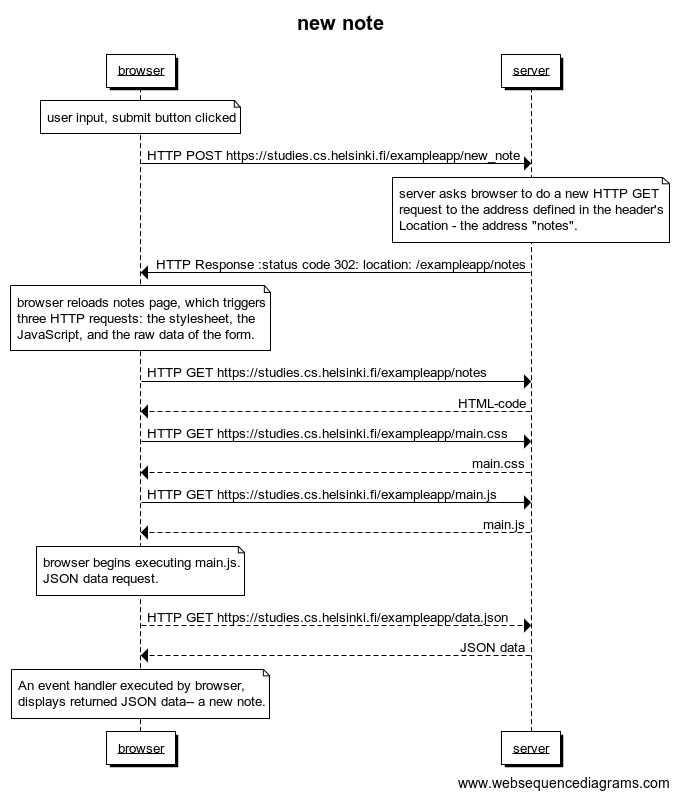 new note
browser
server
user input, submit button clicked
HTTP POST https://studies.cs.helsinki.fi/exampleapp/new_note
server asks browser to do a new HTTP GET
request to the address defined in the header's
Location - the address "notes".
HTTP Response :status code 302: location: /exampleapp/notes
browser reloads notes page, which triggers
three HTTP requests: the stylesheet, the
JavaScript, and the raw data of the form.
HTTP GET https://studies.cs.helsinki.fi/exampleapp/notes
HTML-code
HTTP GET https://studies.cs.helsinki.fi/exampleapp/main.css
main.css
HTTP GET https://studies.cs.helsinki.fi/exampleapp/main.js
main.js
browser begins executing main.js.
JSON data request.
HTTP GET https://studies.cs.helsinki.fi/exampleapp/data.json
JSON data
An event handler executed by browser,
displays returned JSON data-- a new note.
browser
server
www.websequencediagrams.com